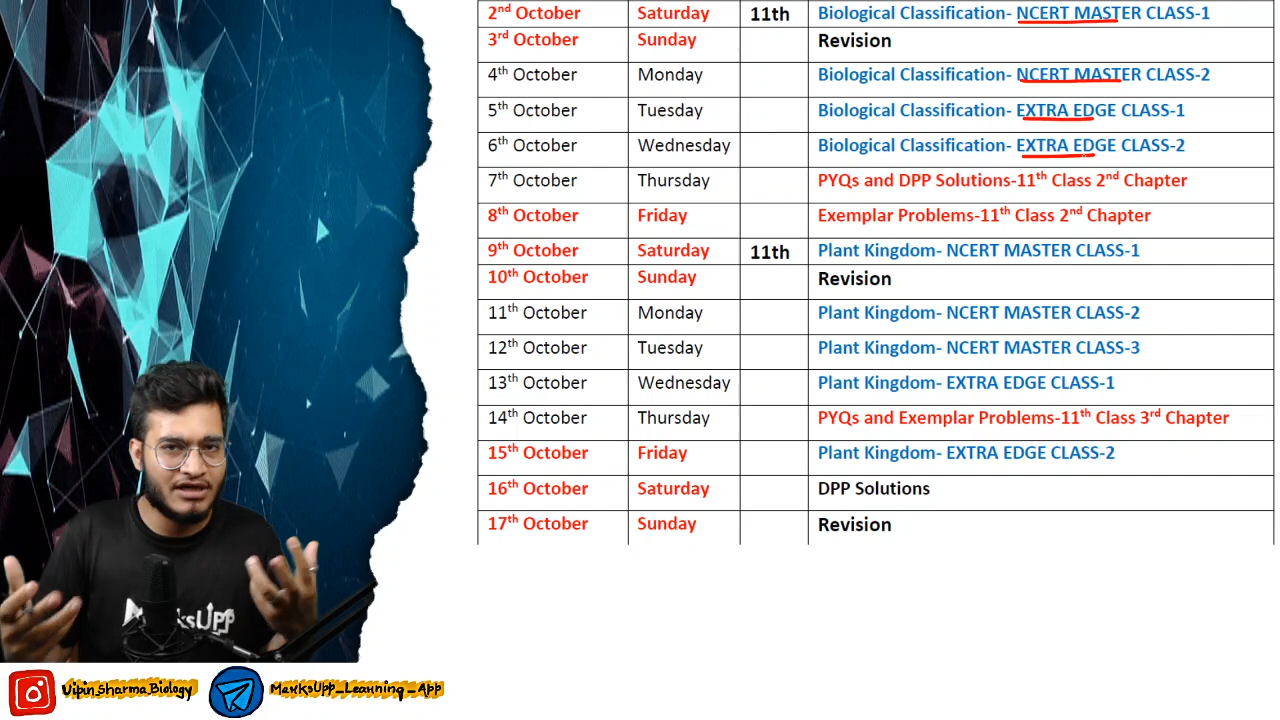 2nd October Saturday 11th Biological Classification- NCERT MASTER CLASS-1
3rd October Sunday Revision
4th October Monday Biological Classification- NCERT MASTER CLASS-2
5th October Tuesday Biological Classification- EXTRA EDGE CLASS-1
6th October Wednesday Biological Classification- EXTRA EDGE CLASS-2
7th October Thursday PYQs and DPP Solutions-11th Class 2nd Chapter
8th October Friday Exemplar Problems-11th Class 2nd Chapter
9th October Saturday 11th Plant Kingdom- NCERT MASTER CLASS-1
10th October Sunday Revision
11th October Monday Plant Kingdom- NCERT MASTER CLASS-2
12th October Tuesday Plant Kingdom- NCERT MASTER CLASS-3
13th October Wednesday Plant Kingdom- EXTRA EDGE CLASS-1
14th October Thursday PYQs and Exemplar Problems-11th Class 3rd Chapter
15th October Friday Plant Kingdom- EXTRA EDGE CLASS-2
16th October Saturday DPP Solutions
17th October Sunday Revision
MarksUpp
Vipin_Sharma_Biology MarksUpp_Learning_App